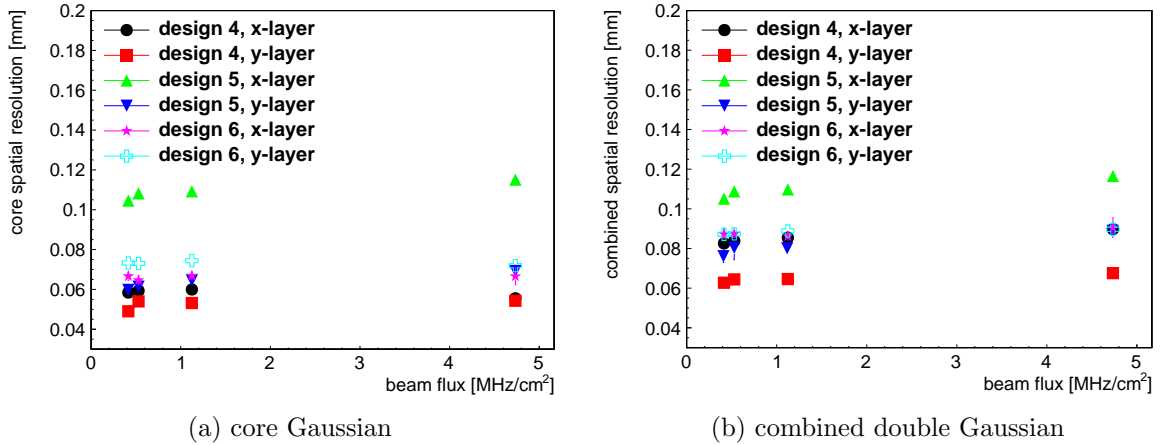 core spatial resolution [mm]
0.2
0.18
0.16
0.14
0.12
0.1
0.08
0.06
0.04
design 4, x-layer
design 4, y-layer
design 5, x-layer
design 5, y-layer
design 6, x-layer
design 6, y-layer
0 1 2 3 4 5
beam flux [MHz/cm²]
(a) core Gaussian
combined spatial resolution [mm]
0.2
0.18
0.16
0.14
0.12
0.1
0.08
0.06
0.04
design 4, x-layer
design 4, y-layer
design 5, x-layer
design 5, y-layer
design 6, x-layer
design 6, y-layer
0 1 2 3 4 5
beam flux [MHz/cm²]
(b) combined double Gaussian